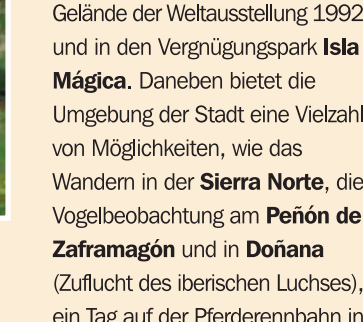 Gelände der Weltausstellung 1992
und in den Vergnügungspark Isla
Mágica. Daneben bietet die
Umgebung der Stadt eine Vielzahl
von Möglichkeiten, wie das
Wandern in der Sierra Norte, die
Vogelbeobachtung am Peñón de
Zaframagón und in Doñana
(Zuflucht des iberischen Luchses),
ein Tag auf der Pferderennbahn in